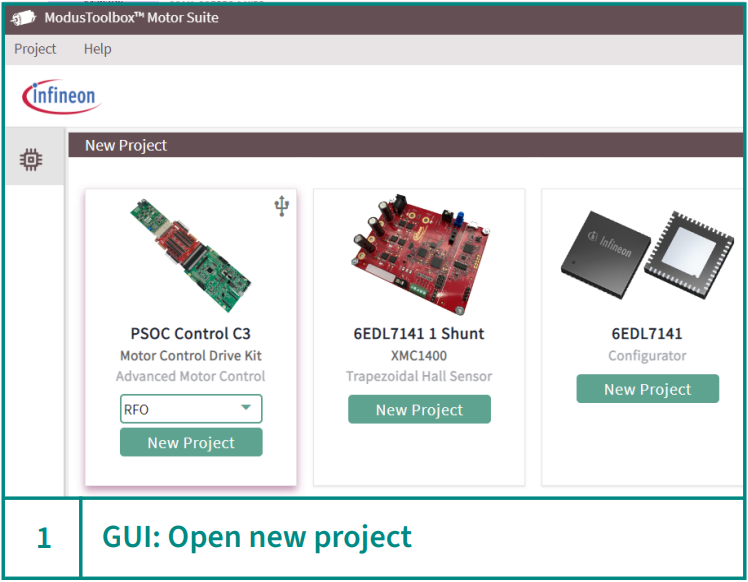 ModusToolbox™ Motor Suite
Project Help
infineon
New Project
PSOC Control C3
Motor Control Drive Kit
Advanced Motor Control
RFO
New Project
6EDL7141 1 Shunt
XMC1400
Trapezoidal Hall Sensor
New Project
infineon
6EDL7141
Configurator
New Project
1 GUI: Open new project